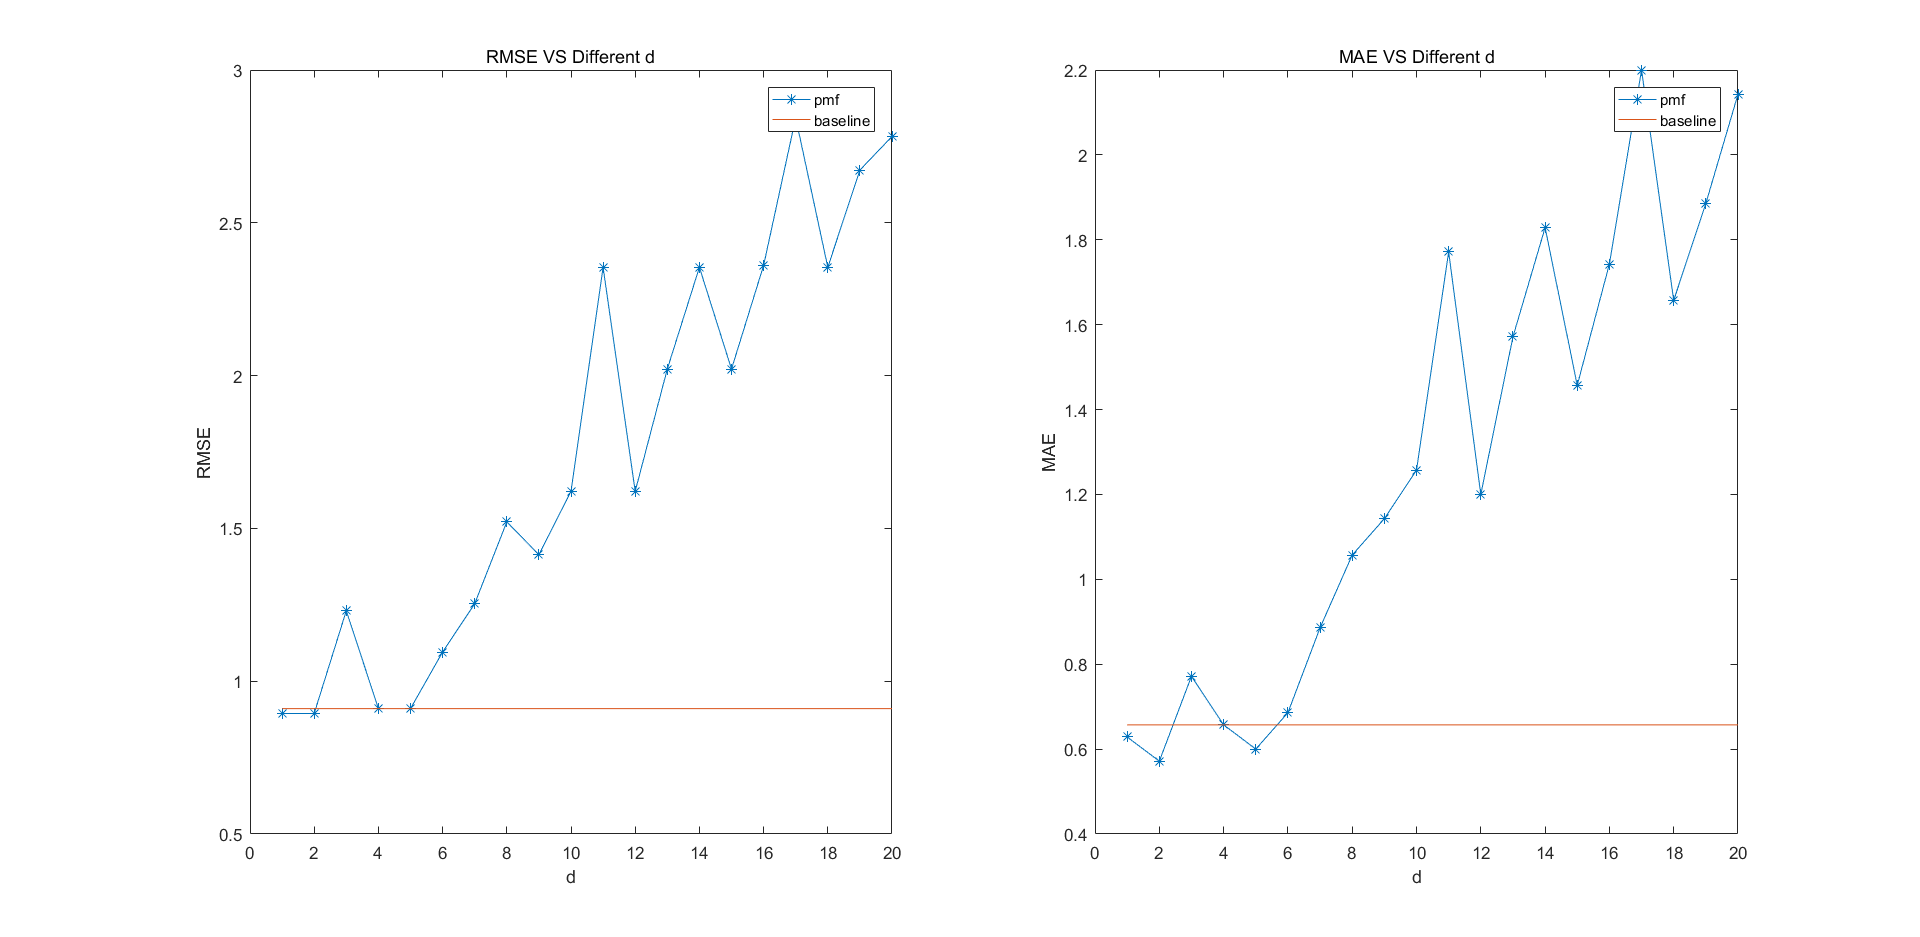 RMSE VS Different d
3
2.5
2
1.5
1
0.5
RMSE
0 2 4 6 8 10 12 14 16 18 20
d
pmf
baseline
MAE VS Different d
2.2
2
1.8
1.6
1.4
1.2
1
0.8
0.6
0.4
MAE
0 2 4 6 8 10 12 14 16 18 20
d
pmf
baseline